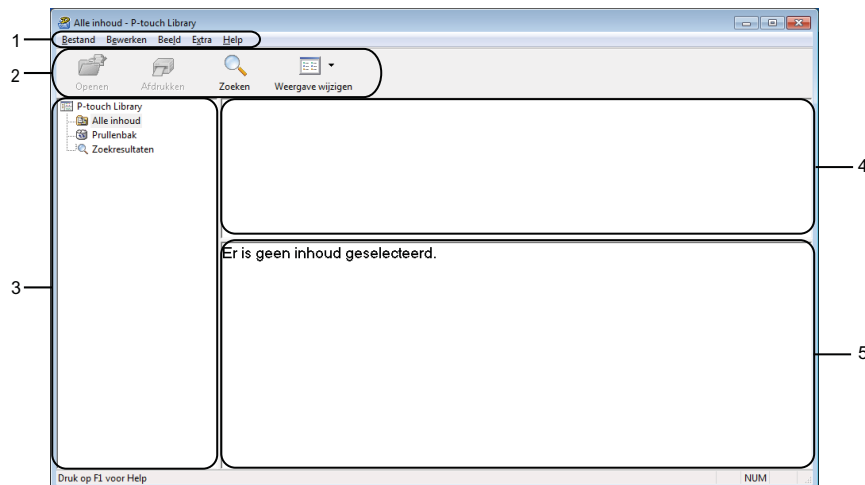 Alle inhoud - P-touch Library
1
Bestand Bewerken Beeld Extra Help
2
Openen Afdrukken Zoeken Weergave wijzigen
P-touch Library
Alle inhoud
Prullenbak
Zoekresultaten
4
Er is geen inhoud geselecteerd.
3
5
Druk op F1 voor Help NUM